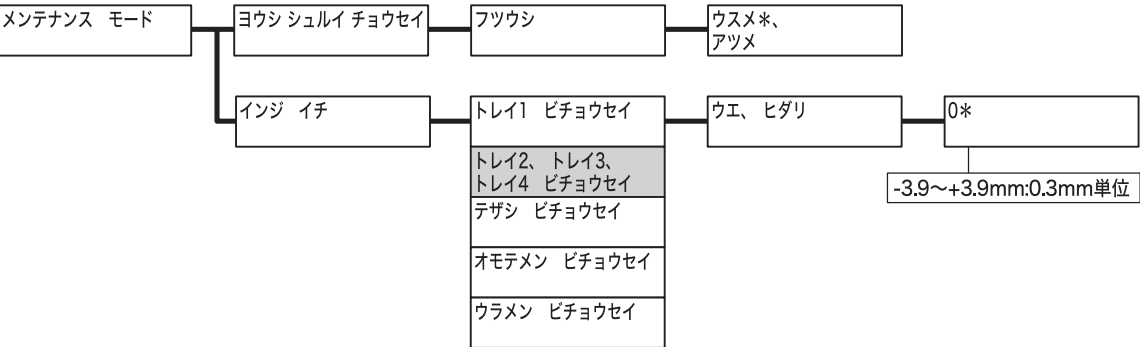 メンテナンス モード
ヨウシ シュルイ チョウセイ
フツウシ
ウスメ＊、
アツメ
インジ イチ
トレイ1 ビチョウセイ
ウエ、 ヒダリ
0＊
トレイ2、 トレイ3、
トレイ4 ビチョウセイ
-3.9～+3.9mm:0.3mm単位
テザシ ビチョウセイ
オモテメン ビチョウセイ
ウラメン ビチョウセイ